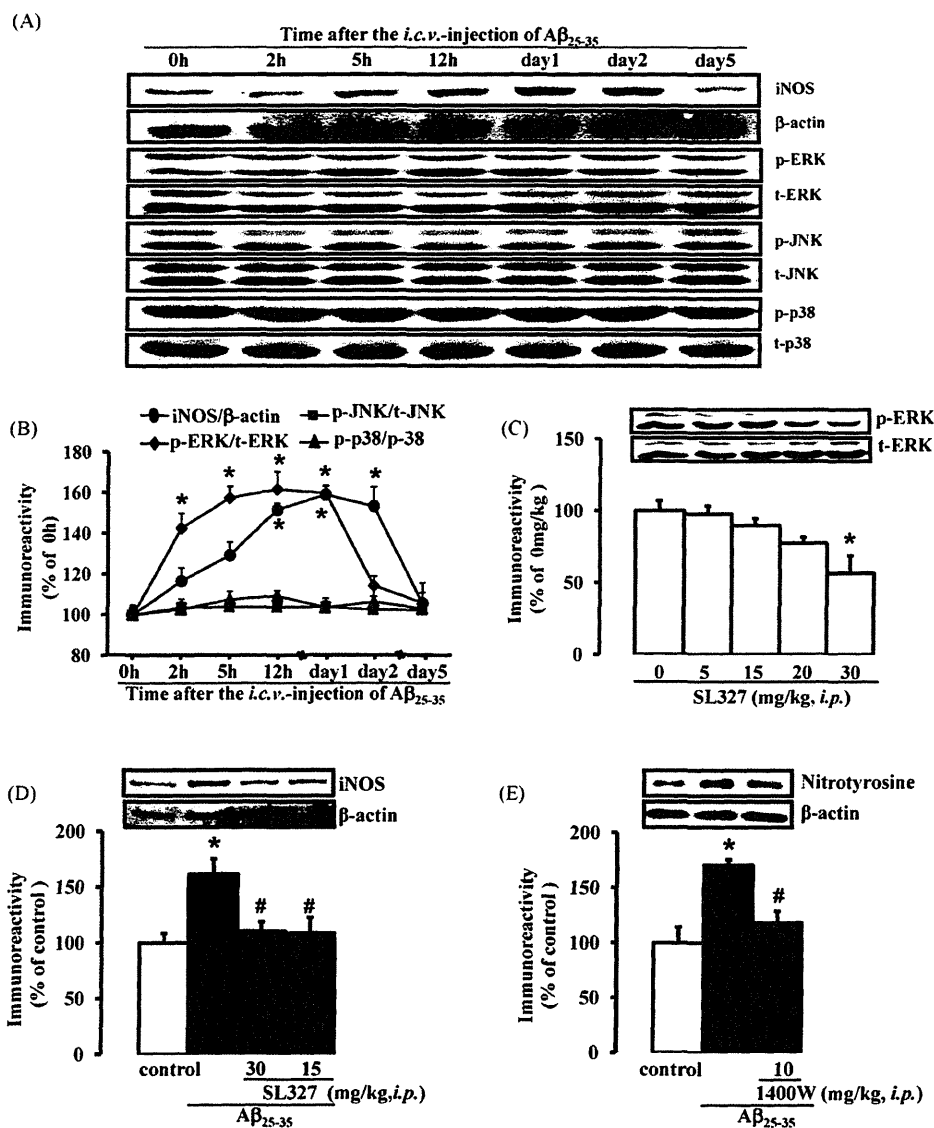 (A)
Time after the i.c.v.-injection of Aβ25-35
0h 2h 5h 12h day1 day2 day5
iNOS
β-actin
p-ERK
t-ERK
p-JNK
t-JNK
p-p38
t-p38
(B)
iNOS/β-actin p-JNK/t-JNK
p-ERK/t-ERK p-p38/p-38
Immunoreactivity
(% of 0h)
180
160
140
120
100
80
* * * * *
* *
0h 2h 5h 12h day1 day2 day5
Time after the i.c.v.-injection of Aβ25-35
(C)
p-ERK
t-ERK
Immunoreactivity
(% of 0mg/kg)
150
100
50
0
*
0 5 15 20 30
SL327 (mg/kg, i.p.)
(D)
iNOS
β-actin
Immunoreactivity
(% of control)
200
150
100
50
0
*
# #
control 30 15
SL327 (mg/kg,i.p.)
Aβ25-35
(E)
Nitrotyrosine
β-actin
Immunoreactivity
(% of control)
200
150
100
50
0
*
#
control 10
1400W (mg/kg, i.p.)
Aβ25-35